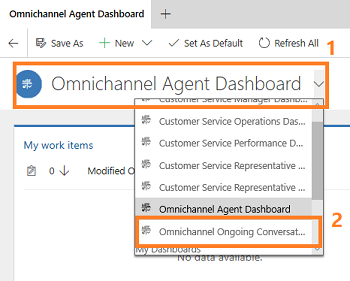 Omnichannel Agent Dashboard
Save As
New
Set As Default
Refresh All
1
Omnichannel Agent Dashboard
Customer Service Manager Dashb...
My work items
Customer Service Operations Das...
0
Modified O
Customer Service Performance D...
Customer Service Representative ...
Customer Service Representative ...
Omnichannel Agent Dashboard
2
Omnichannel Ongoing Conversat...
My Dashboards
No data available.